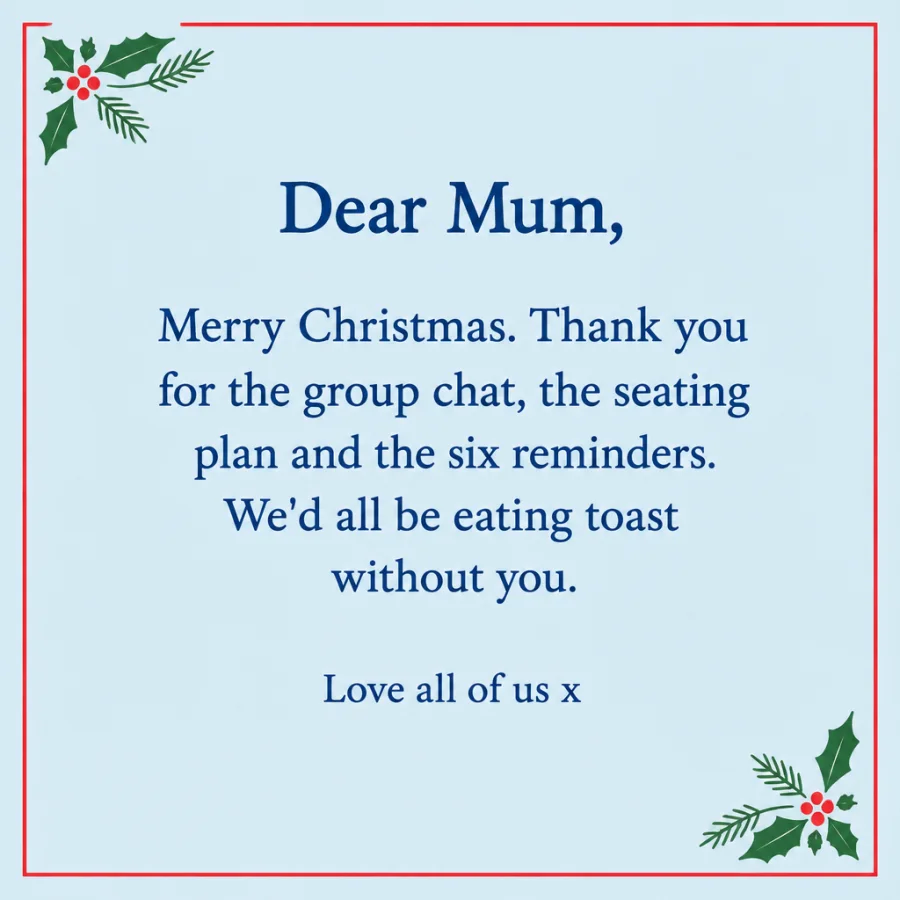 Dear Mum,
Merry Christmas. Thank you
for the group chat, the seating
plan and the six reminders.
We'd all be eating toast
without you.
Love all of us x